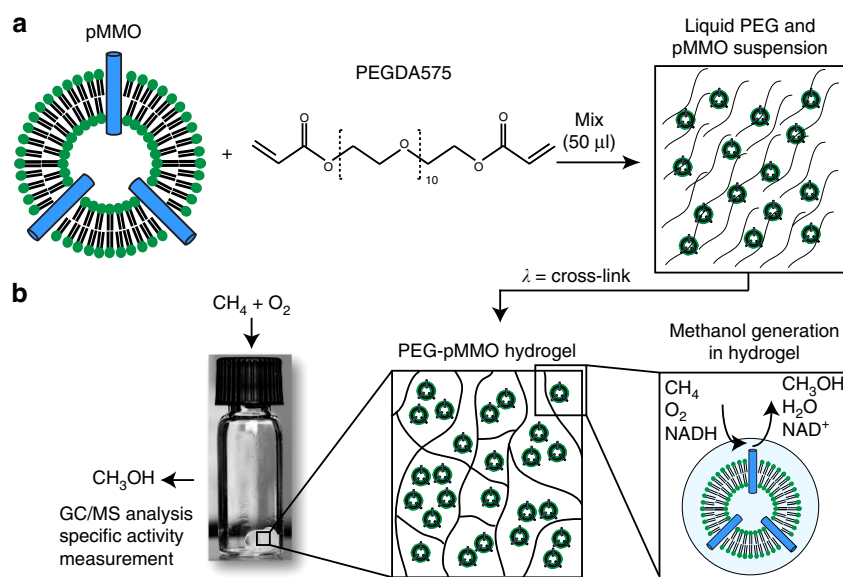 a
pMMO
+
PEGDA575
O
O
O
10
O
O
Mix
(50 µl)
Liquid PEG and
pMMO suspension
λ = cross-link
b
CH₄ + O₂
CH₃OH
GC/MS analysis
specific activity
measurement
PEG-pMMO hydrogel
Methanol generation
in hydrogel
CH₄
O₂
NADH
CH₃OH
H₂O
NAD⁺